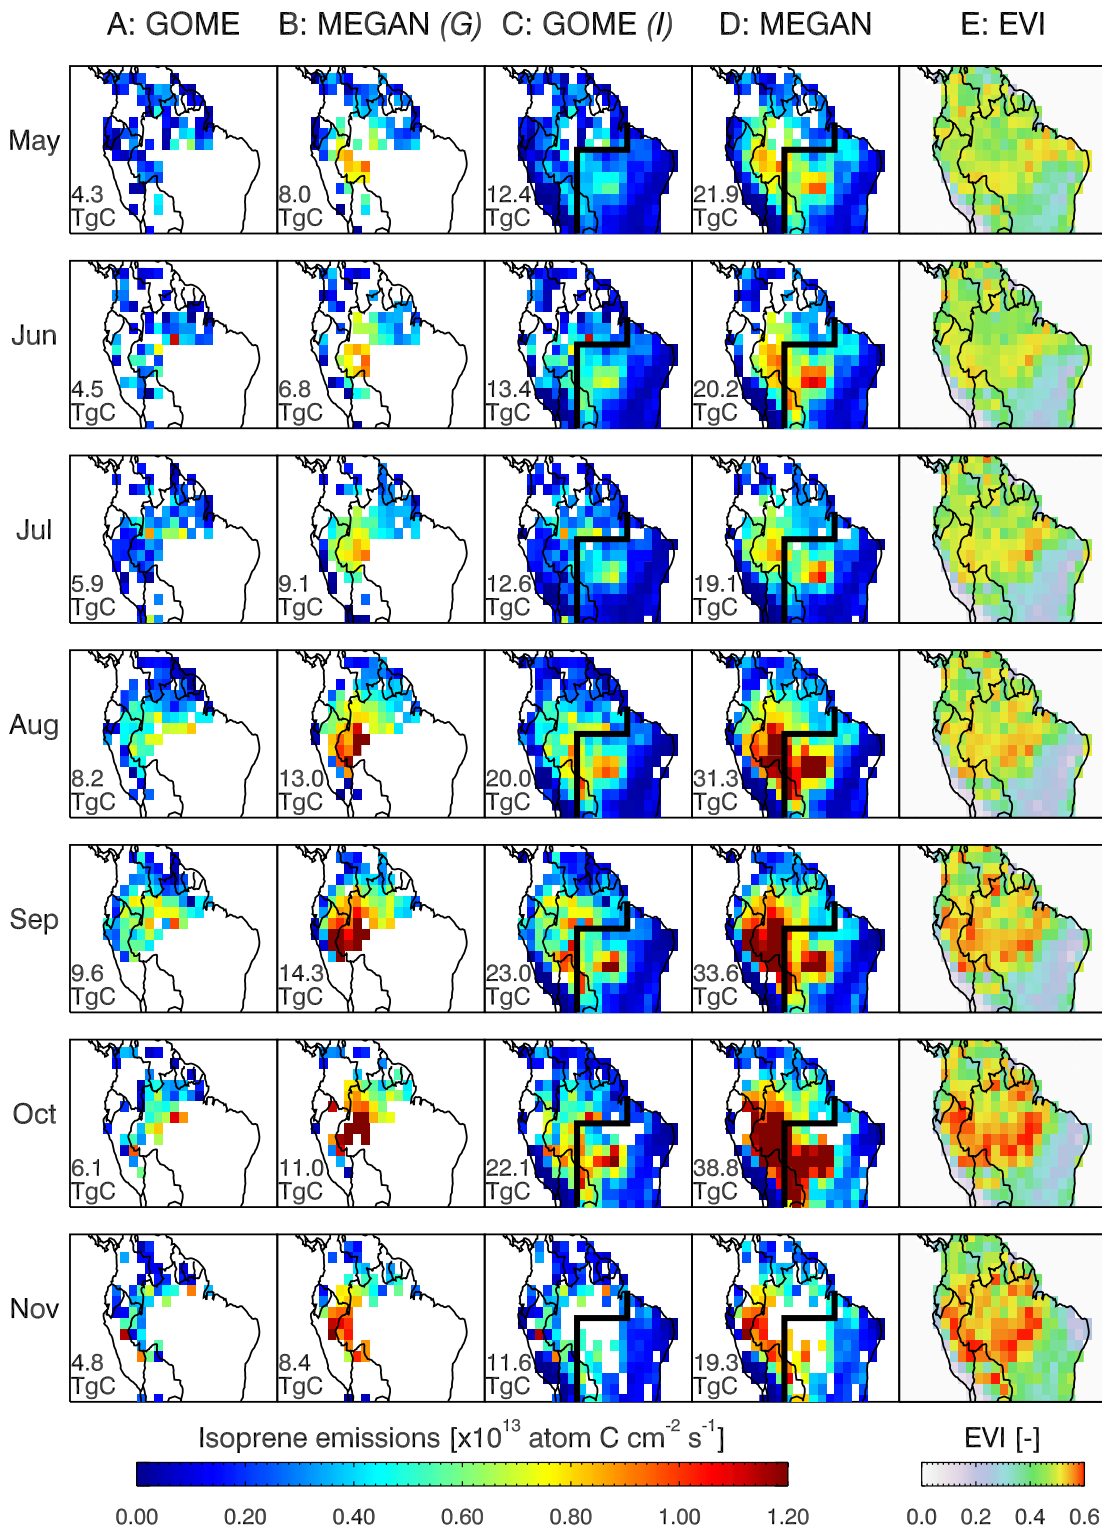 A: GOME B: MEGAN (G) C: GOME (I) D: MEGAN E: EVI
May
4.3 TgC
8.0 TgC
12.4 TgC
21.9 TgC
Jun
4.5 TgC
6.8 TgC
13.4 TgC
20.2 TgC
Jul
5.9 TgC
9.1 TgC
12.6 TgC
19.1 TgC
Aug
8.2 TgC
13.0 TgC
20.0 TgC
31.3 TgC
Sep
9.6 TgC
14.3 TgC
23.0 TgC
33.6 TgC
Oct
6.1 TgC
11.0 TgC
22.1 TgC
38.8 TgC
Nov
4.8 TgC
8.4 TgC
11.6 TgC
19.3 TgC
Isoprene emissions [x10¹³ atom C cm⁻² s⁻¹] EVI [-]
0.00 0.20 0.40 0.60 0.80 1.00 1.20 0.0 0.2 0.4 0.6